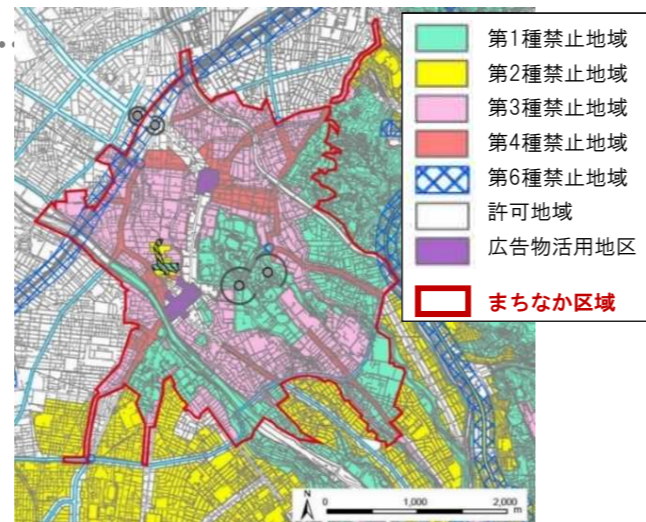 第1種禁止地域
第2種禁止地域
第3種禁止地域
第4種禁止地域
第6種禁止地域
許可地域
広告物活用地区
まちなか区域
N
0 1,000 2,000
m